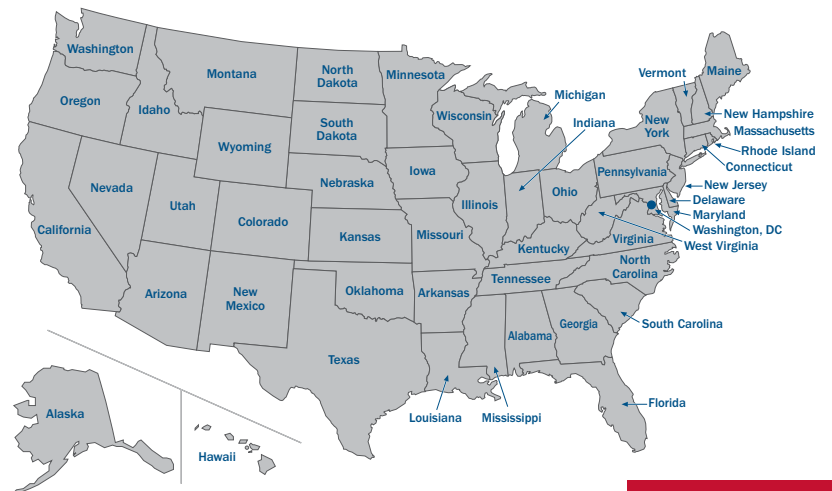 Washington
Montana
North
Dakota
Minnesota
Vermont
Maine
Oregon
Idaho
Michigan
Wisconsin
New Hampshire
South
Dakota
Indiana
New
York
Massachusetts
Wyoming
Rhode Island
Connecticut
Iowa
Pennsylvania
Nebraska
New Jersey
Nevada
Ohio
Delaware
Utah
Illinois
Maryland
Colorado
California
Washington, DC
Kansas
Missouri
Virginia
West Virginia
Kentucky
North
Carolina
Tennessee
Arizona
New
Mexico
Oklahoma
Arkansas
South Carolina
Georgia
Alabama
Texas
Florida
Alaska
Louisiana
Mississippi
Hawaii